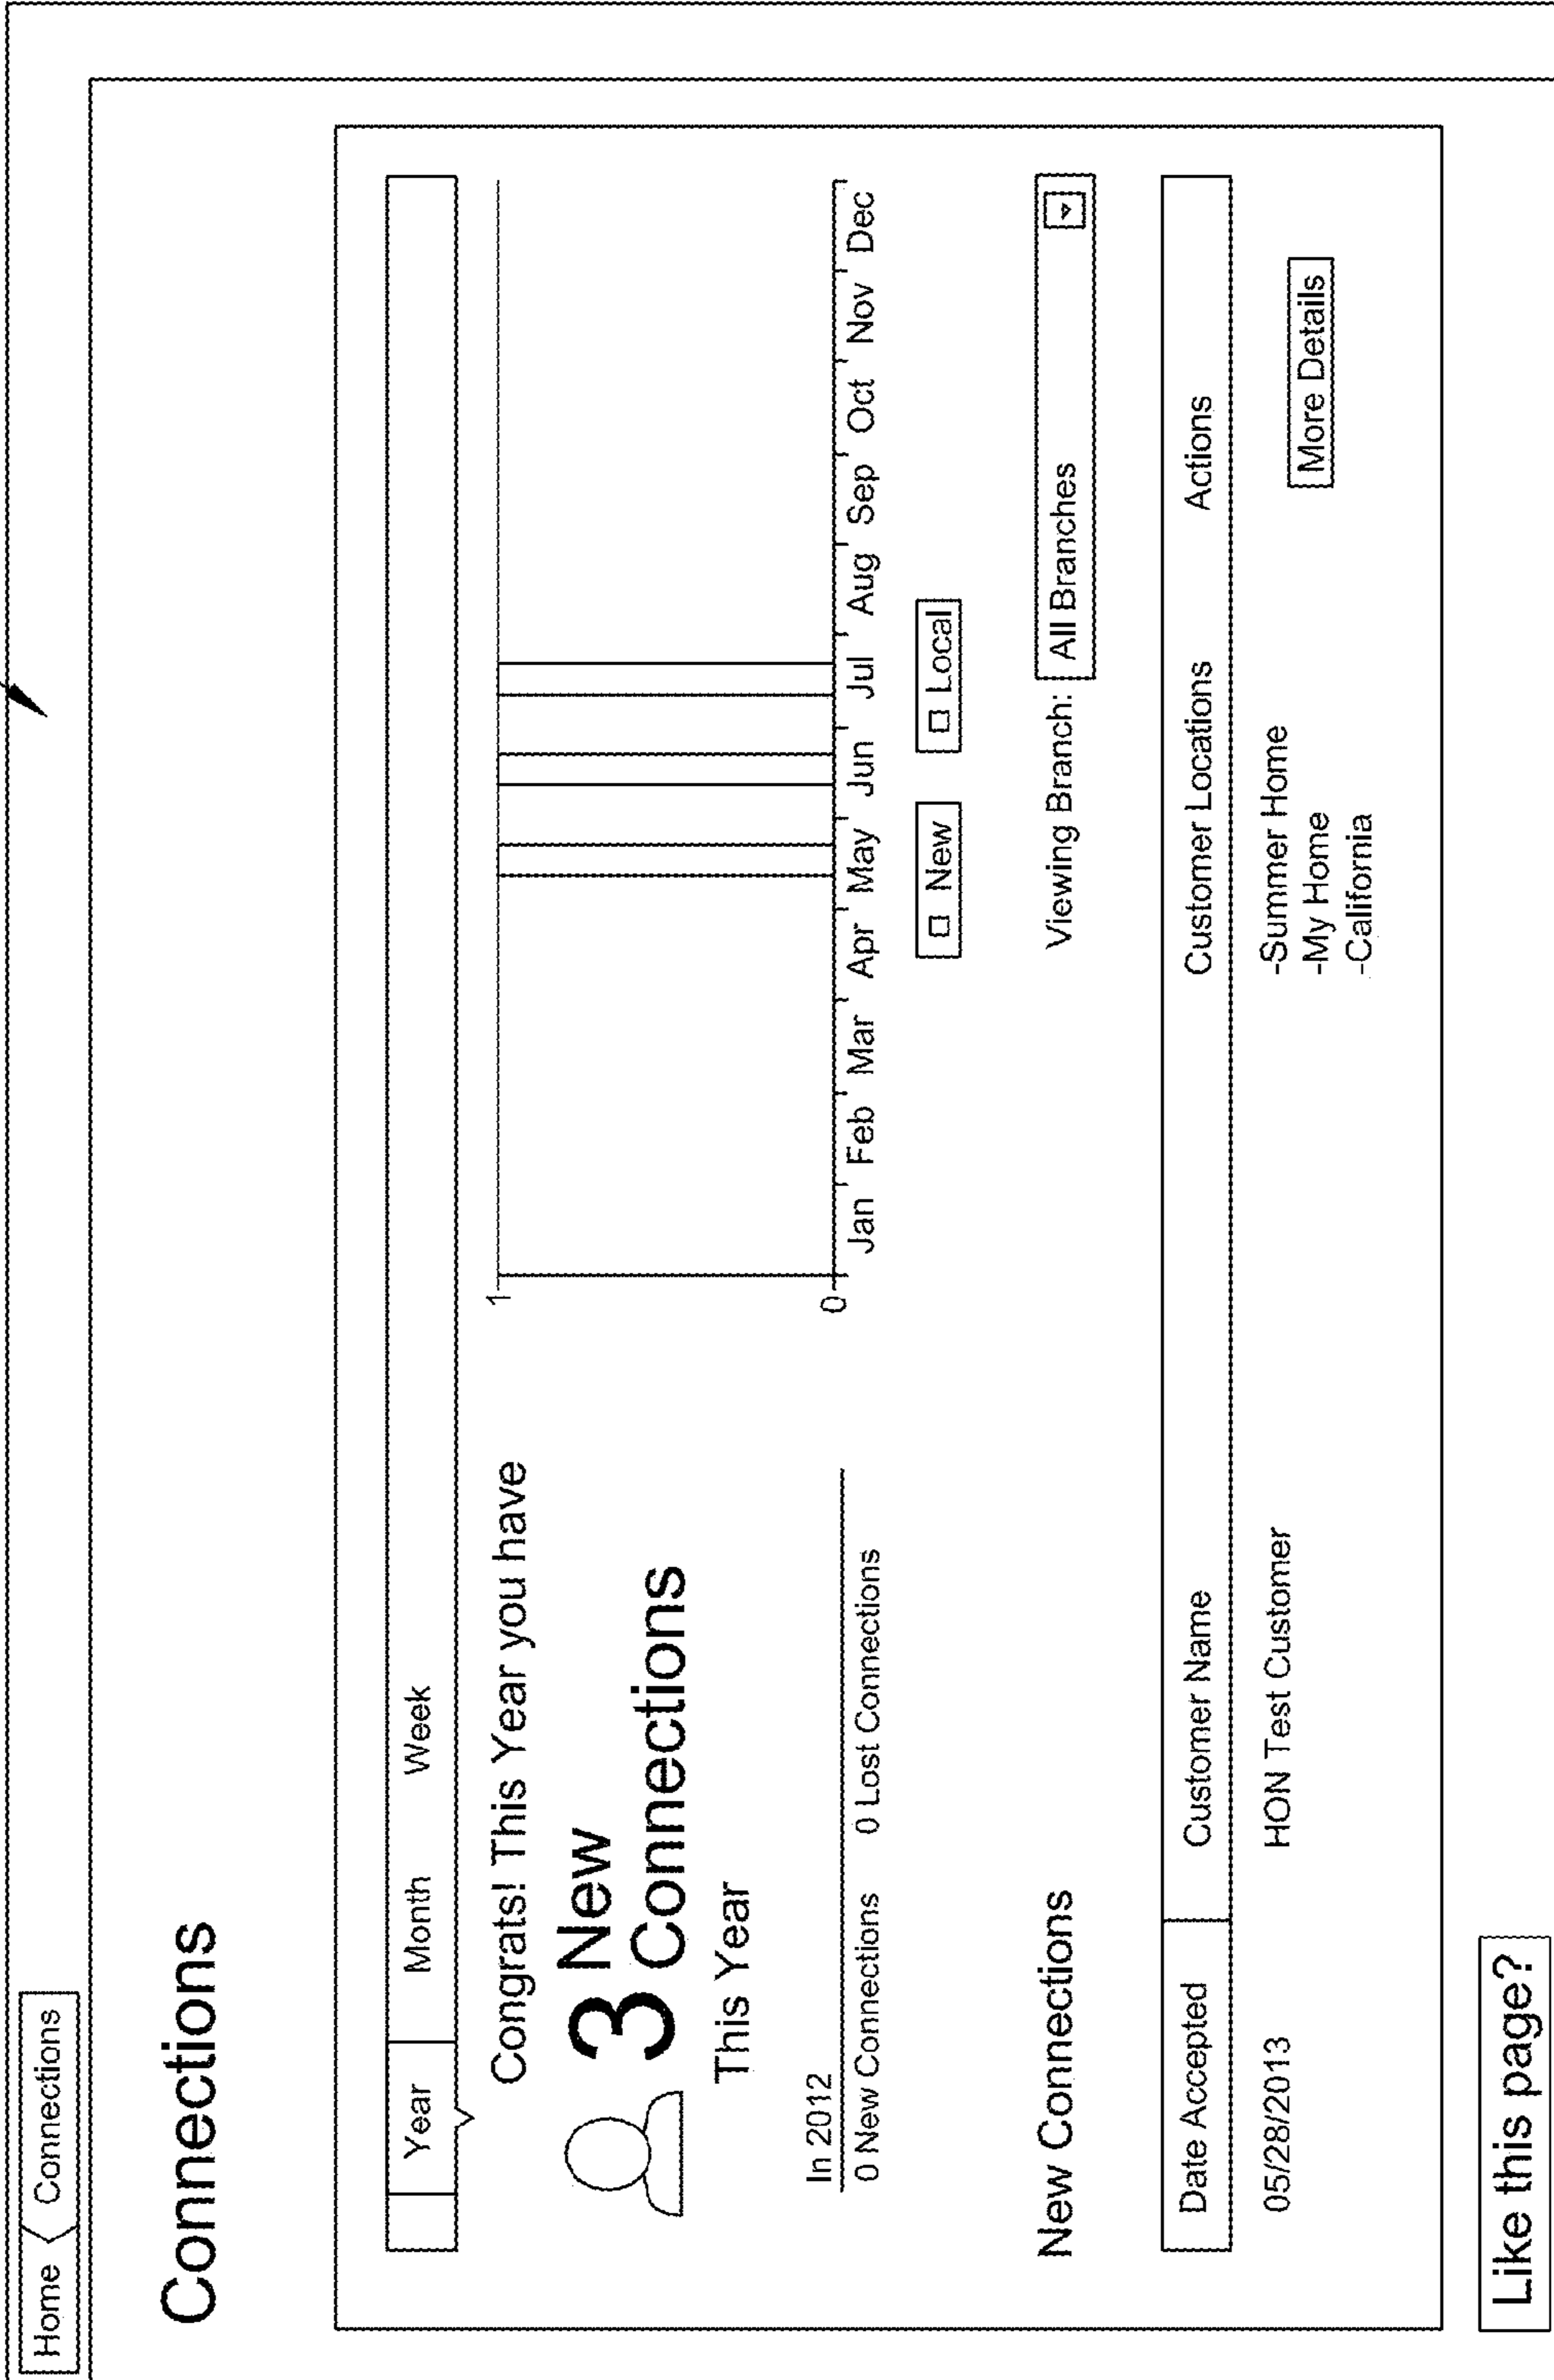 Home Connections
Connections
Year Month Week
Congrats! This Year you have
3 New
Connections
This Year
In 2012
0 New Connections 0 Lost Connections
1
0
Jan Feb Mar Apr May Jun Jul Aug Sep Oct Nov Dec
New Local
New Connections
Viewing Branch: All Branches
Date Accepted Customer Name Customer Locations Actions
05/28/2013 HON Test Customer -Summer Home More Details
-My Home
-California
Like this page?